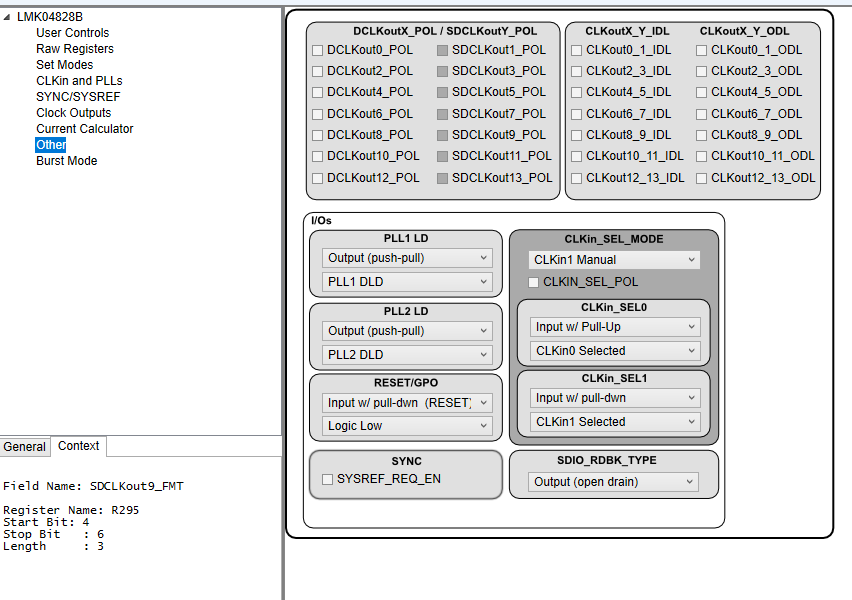 LMK04828B
User Controls
Raw Registers
Set Modes
CLKin and PLLs
SYNC/SYSREF
Clock Outputs
Current Calculator
Other
Burst Mode
General Context
Field Name: SDCLKout9_FMT
Register Name: R295
Start Bit: 4
Stop Bit : 6
Length : 3
DCLKoutX_POL / SDCLKoutY_POL
DCLKout0_POL SDCLKout1_POL
DCLKout2_POL SDCLKout3_POL
DCLKout4_POL SDCLKout5_POL
DCLKout6_POL SDCLKout7_POL
DCLKout8_POL SDCLKout9_POL
DCLKout10_POL SDCLKout11_POL
DCLKout12_POL SDCLKout13_POL
CLKoutX_Y_IDL CLKoutX_Y_ODL
CLKout0_1_IDL CLKout0_1_ODL
CLKout2_3_IDL CLKout2_3_ODL
CLKout4_5_IDL CLKout4_5_ODL
CLKout6_7_IDL CLKout6_7_ODL
CLKout8_9_IDL CLKout8_9_ODL
CLKout10_11_IDL CLKout10_11_ODL
CLKout12_13_IDL CLKout12_13_ODL
I/Os
PLL1 LD
Output (push-pull)
PLL1 DLD
PLL2 LD
Output (push-pull)
PLL2 DLD
RESET/GPO
Input w/ pull-dwn (RESET)
Logic Low
SYNC
SYSREF_REQ_EN
CLKin_SEL_MODE
CLKin1 Manual
CLKIN_SEL_POL
CLKin_SEL0
Input w/ Pull-Up
CLKin0 Selected
CLKin_SEL1
Input w/ pull-dwn
CLKin1 Selected
SDIO_RDBK_TYPE
Output (open drain)